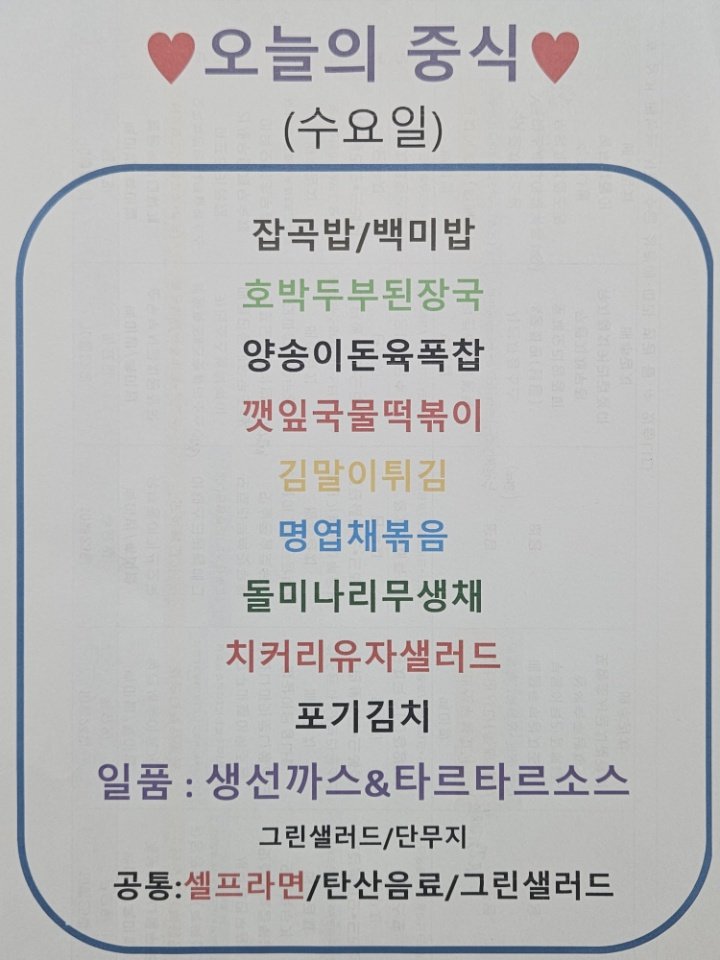 ♥오늘의 중식♥
(수요일)
잡곡밥/백미밥
호박두부된장국
양송이돈육폭찹
깻잎국물떡볶이
김말이튀김
명엽채볶음
돌미나리무생채
치커리유자샐러드
포기김치
일품 : 생선까스&타르타르소스
그린샐러드/단무지
공통:셀프라면/탄산음료/그린샐러드